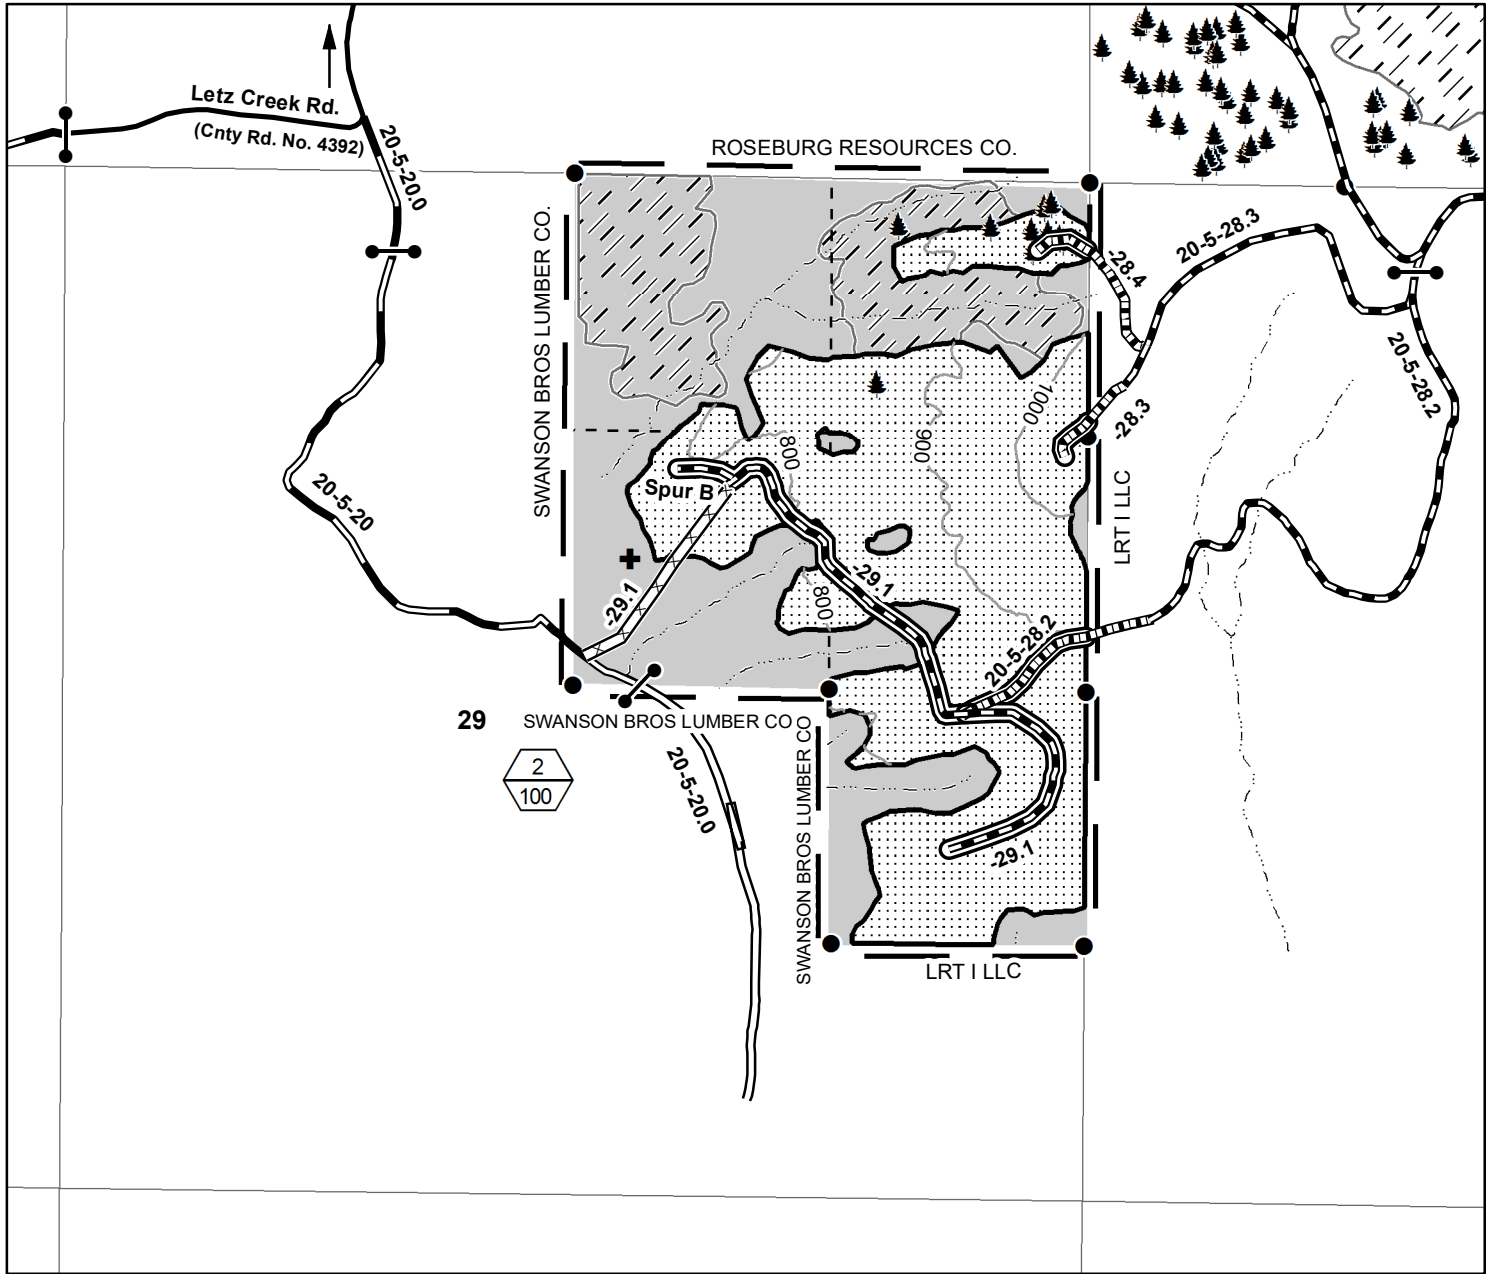 Letz Creek Rd.
(Cnty Rd. No. 4392)
20-5-20.0
ROSEBURG RESOURCES CO.
SWANSON BROS LUMBER CO.
-28.4
20-5-28.3
20-5-28.2
1000
-28.3
900
800
20-5-20
Spur B
LRT I LLC
-29.1
-29.1
800
20-5-28.2
29
SWANSON BROS LUMBER CO
2
100
20-5-20.0
SWANSON BROS LUMBER CO
-29.1
LRT I LLC